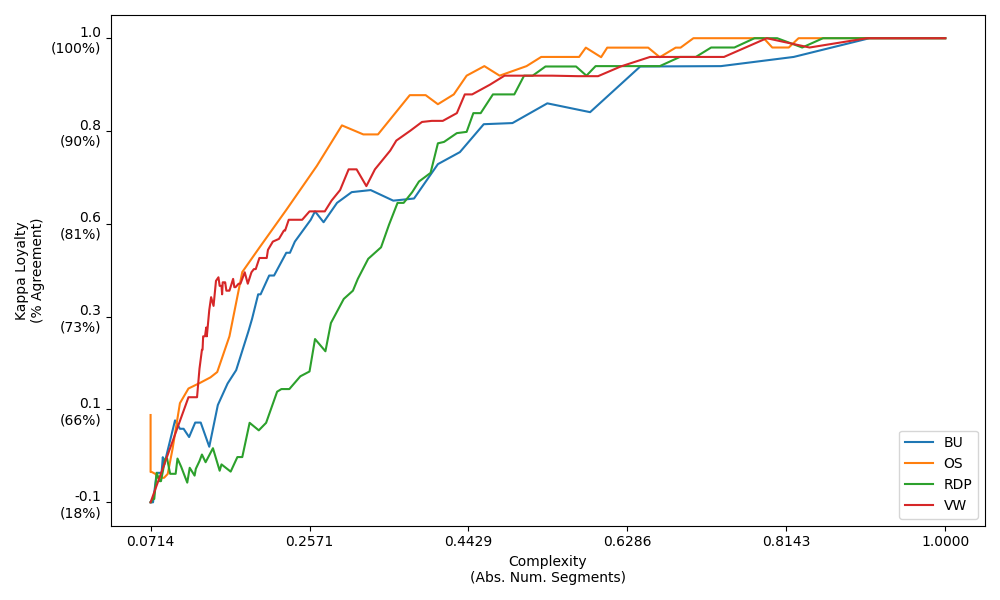 Kappa Loyalty
(% Agreement)
1.0
(100%)
0.8
(90%)
0.6
(81%)
0.3
(73%)
0.1
(66%)
-0.1
(18%)
0.0714 0.2571 0.4429 0.6286 0.8143 1.0000
Complexity
(Abs. Num. Segments)
BU
OS
RDP
VW